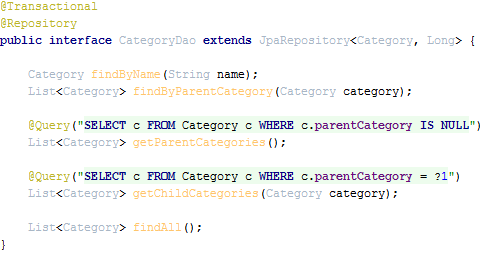 @Transactional
@Repository
public interface CategoryDao extends JpaRepository<Category, Long> {
Category findByName(String name);
List<Category> findByParentCategory(Category category);
@Query("SELECT c FROM Category c WHERE c.parentCategory IS NULL")
List<Category> getParentCategories();
@Query("SELECT c FROM Category c WHERE c.parentCategory = ?1")
List<Category> getChildCategories(Category category);
List<Category> findAll();
}